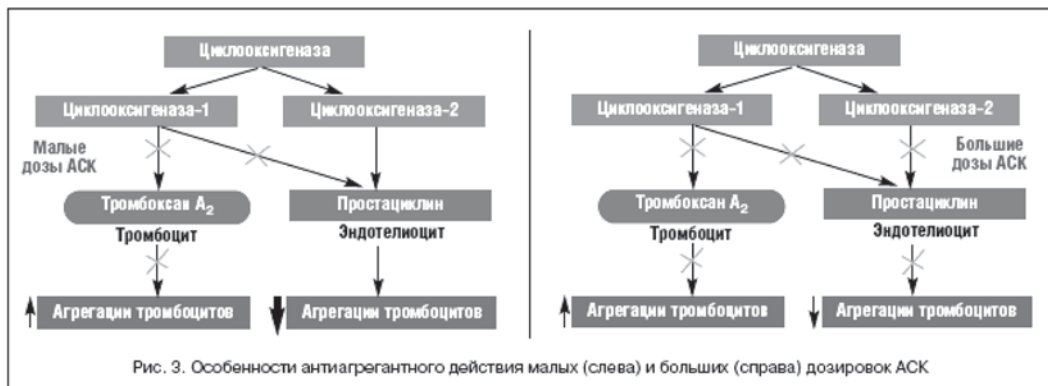 Циклооксигеназа
Циклооксигеназа-1
Циклооксигеназа-2
Малые
дозы АСК
Тромбоксан А₂
Простациклин
Тромбоцит
Эндотелиоцит
Агрегации тромбоцитов
Агрегации тромбоцитов
Циклооксигеназа
Циклооксигеназа-1
Циклооксигеназа-2
Большие
дозы АСК
Тромбоксан А₂
Простациклин
Тромбоцит
Эндотелиоцит
Агрегации тромбоцитов
Агрегации тромбоцитов
Рис. 3. Особенности антиагрегантного действия малых (слева) и больших (справа) дозировок АСК